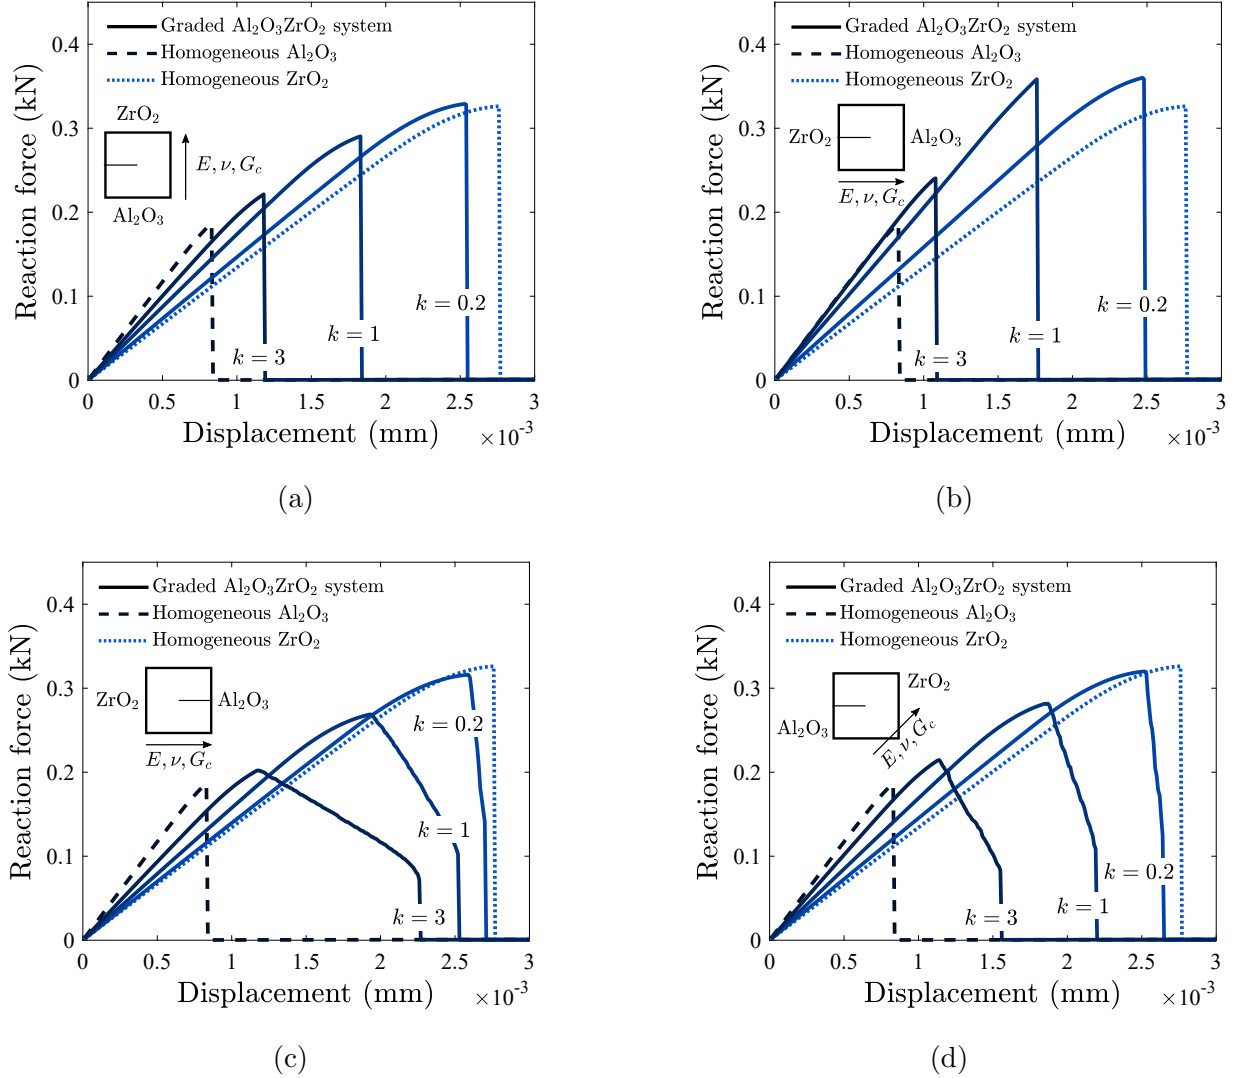 Graded Al₂O₃ZrO₂ system
Homogeneous Al₂O₃
Homogeneous ZrO₂
ZrO₂
E, ν, G_c
Al₂O₃
k = 0.2
k = 1
k = 3
0.4
0.3
0.2
0.1
0
Reaction force (kN)
0 0.5 1 1.5 2 2.5 3
Displacement (mm)
×10⁻³
(a)
Graded Al₂O₃ZrO₂ system
Homogeneous Al₂O₃
Homogeneous ZrO₂
ZrO₂ Al₂O₃
E, ν, G_c
k = 0.2
k = 1
k = 3
0.4
0.3
0.2
0.1
0
Reaction force (kN)
0 0.5 1 1.5 2 2.5 3
Displacement (mm)
×10⁻³
(b)
Graded Al₂O₃ZrO₂ system
Homogeneous Al₂O₃
Homogeneous ZrO₂
ZrO₂ Al₂O₃
E, ν, G_c
k = 0.2
k = 1
k = 3
0.4
0.3
0.2
0.1
0
Reaction force (kN)
0 0.5 1 1.5 2 2.5 3
Displacement (mm)
×10⁻³
(c)
Graded Al₂O₃ZrO₂ system
Homogeneous Al₂O₃
Homogeneous ZrO₂
ZrO₂
Al₂O₃
E, ν, G_c
k = 0.2
k = 1
k = 3
0.4
0.3
0.2
0.1
0
Reaction force (kN)
0 0.5 1 1.5 2 2.5 3
Displacement (mm)
×10⁻³
(d)